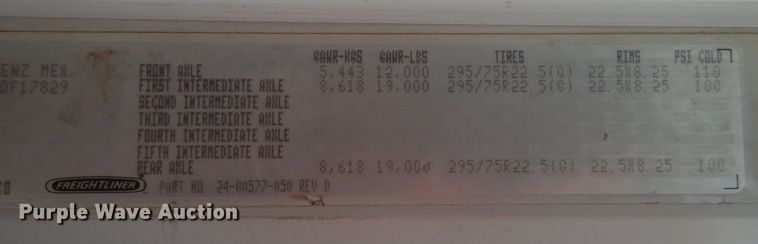 GAWR-KGS GAWR-LBS TIRES RIMS PSI COLD
ENZ MEX. FRONT AXLE 5,443 12,000 295/75R22.5(G) 22.5X8.25 110
DF17829 FIRST INTERMEDIATE AXLE 8,618 19,000 295/75R22.5(G) 22.5X8.25 100
SECOND INTERMEDIATE AXLE
THIRD INTERMEDIATE AXLE
FOURTH INTERMEDIATE AXLE
FIFTH INTERMEDIATE AXLE
REAR AXLE 8,618 19,000 295/75R22.5(G) 22.5X8.25 100
CO FREIGHTLINER PART NO. 24-00577-050 REV D
Purple Wave Auction